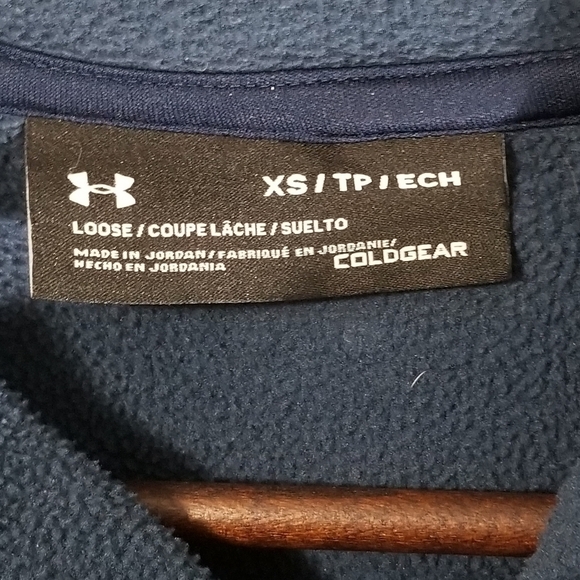 XS / TP / ECH
LOOSE / COUPE LÂCHE / SUELTO
MADE IN JORDAN / FABRIQUÉ EN JORDANIE /
HECHO EN JORDANIA
COLDGEAR